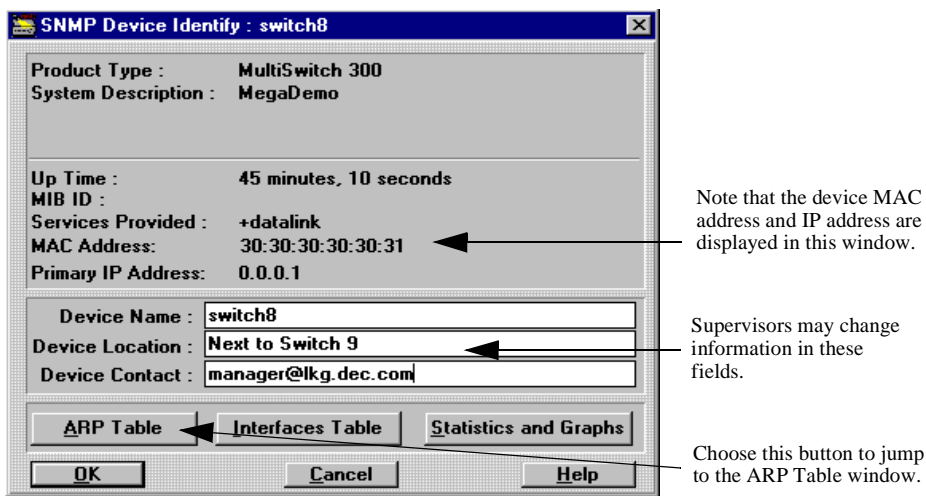 SNMP Device Identify : switch8
Product Type : MultiSwitch 300
System Description : MegaDemo
Up Time : 45 minutes, 10 seconds
MIB ID :
Services Provided : +datalink
MAC Address: 30:30:30:30:30:31
Primary IP Address: 0.0.0.1
Note that the device MAC
address and IP address are
displayed in this window.
Device Name : switch8
Device Location : Next to Switch 9
Device Contact : manager@lkg.dec.com
Supervisors may change
information in these
fields.
ARP Table Interfaces Table Statistics and Graphs
OK Cancel Help
Choose this button to jump
to the ARP Table window.